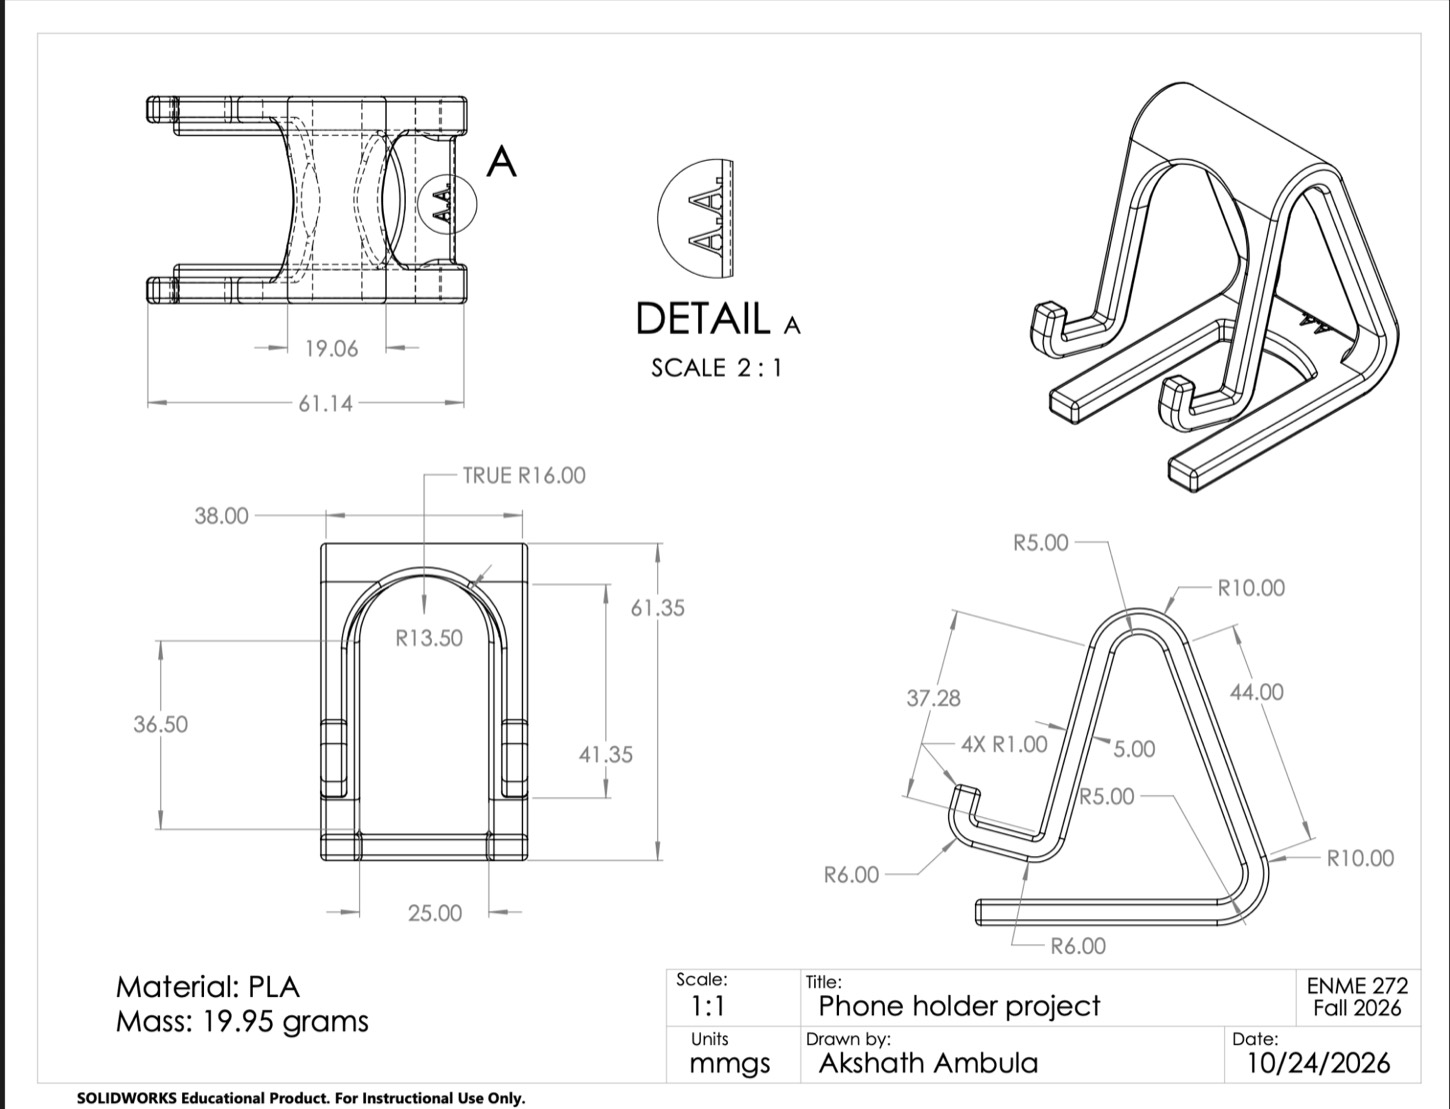 A
A.A.
19.06
61.14
A.A.
DETAIL A
SCALE 2 : 1
TRUE R16.00
38.00
R13.50
61.35
36.50
41.35
25.00
R5.00
R10.00
37.28
44.00
4X R1.00
5.00
R5.00
R6.00
R10.00
R6.00
Material: PLA
Mass: 19.95 grams
Scale:
1:1
Title:
Phone holder project
ENME 272
Fall 2026
Units
mmgs
Drawn by:
Akshath Ambula
Date:
10/24/2026
SOLIDWORKS Educational Product. For Instructional Use Only.